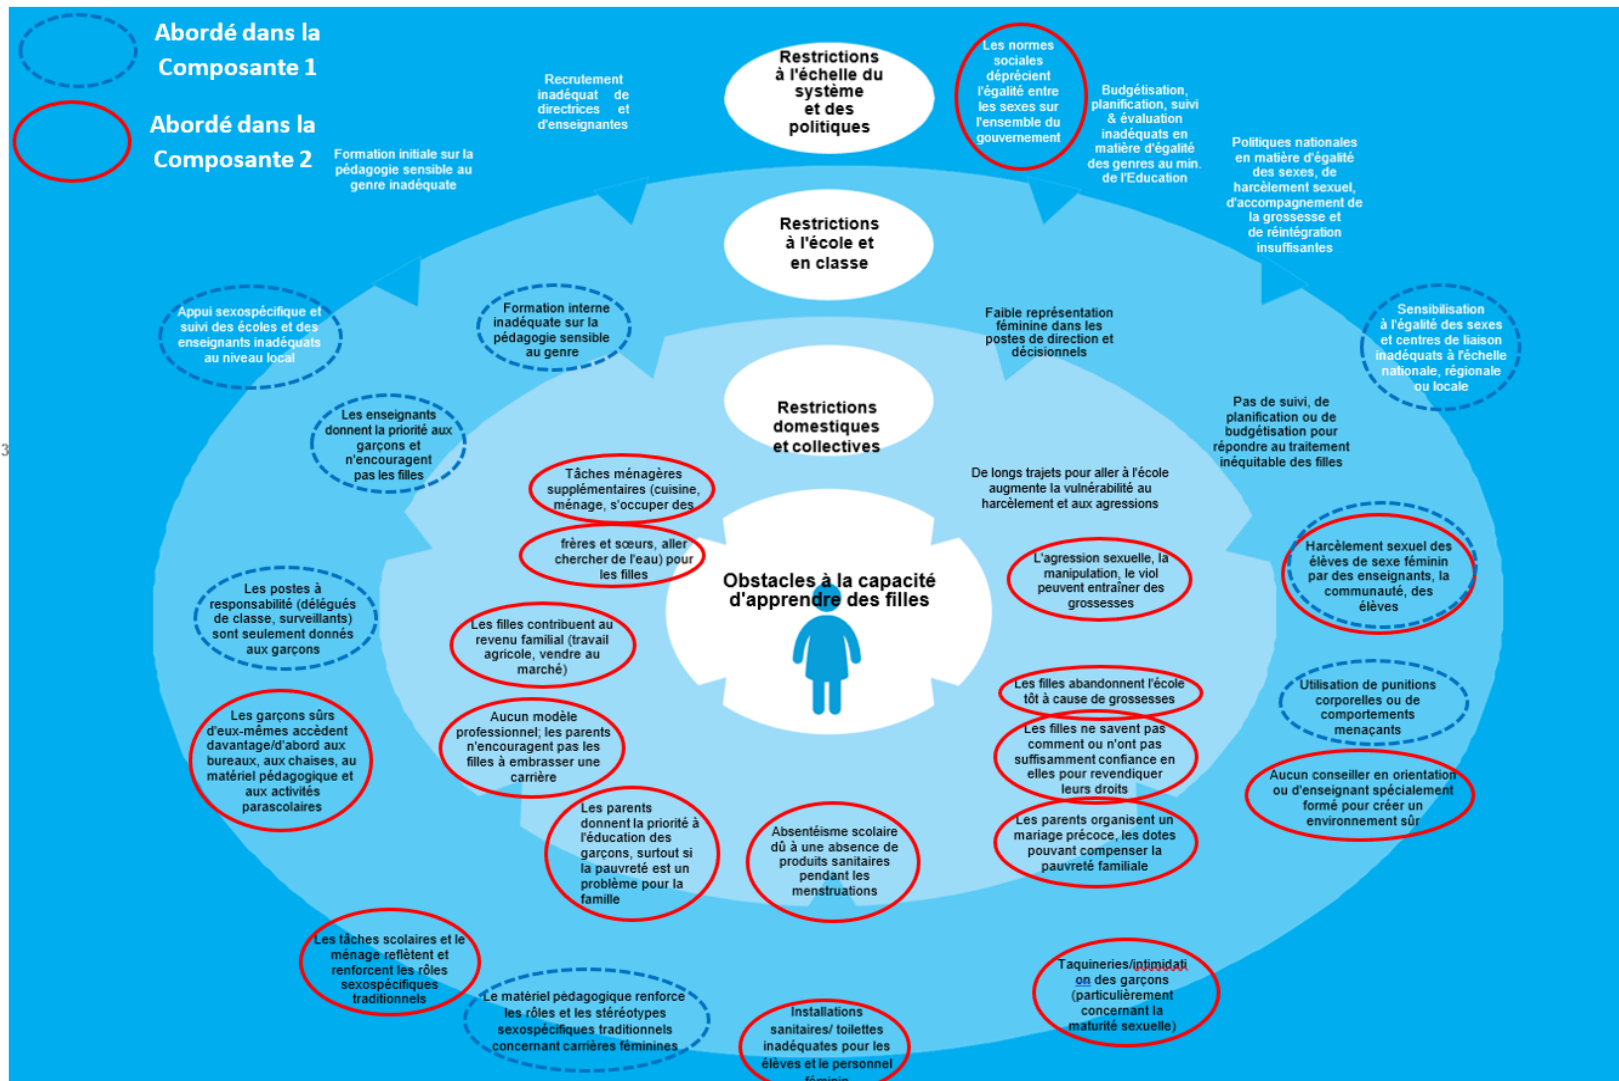 Abordé dans la
Composante 1
Abordé dans la
Composante 2
Recrutement
inadéquat de
directrices et
d'enseignantes
Formation initiale sur la
pédagogie sensible au
genre inadéquate
Restrictions
à l'échelle du
système
et des
politiques
Les normes
sociales
déprécient
l'égalité entre
les sexes sur
l'ensemble du
gouvernement
Budgétisation,
planification, suivi
& évaluation
inadéquats en
matière d'égalité
des genres au min.
de l'Education
Politiques nationales
en matière d'égalité
des sexes, de
harcèlement sexuel,
d'accompagnement de
la grossesse et
de réintégration
insuffisantes
Restrictions
à l'école et
en classe
Appui sexospécifique et
suivi des écoles et des
enseignants inadéquats
au niveau local
Formation interne
inadéquate sur la
pédagogie sensible
au genre
Faible représentation
féminine dans les
postes de direction et
décisionnels
Sensibilisation
à l'égalité des sexes
et centres de liaison
inadéquats à l'échelle
nationale, régionale
ou locale
Les enseignants
donnent la priorité aux
garçons et
n'encouragent
pas les filles
Restrictions
domestiques
et collectives
Pas de suivi, de
planification ou de
budgétisation pour
répondre au traitement
inéquitable des filles
3
Tâches ménagères
supplémentaires (cuisine,
ménage, s'occuper des
frères et sœurs, aller
chercher de l'eau) pour
les filles
De longs trajets pour aller à l'école
augmente la vulnérabilité au
harcèlement et aux agressions
Obstacles à la capacité
d'apprendre des filles
L'agression sexuelle, la
manipulation, le viol
peuvent entraîner des
grossesses
Harcèlement sexuel des
élèves de sexe féminin
par des enseignants, la
communauté, des
élèves
Les postes à
responsabilité (délégués
de classe, surveillants)
sont seulement donnés
aux garçons
Les filles contribuent au
revenu familial (travail
agricole, vendre au
marché)
Les filles abandonnent l'école
tôt à cause de grossesses
Utilisation de punitions
corporelles ou de
comportements
menaçants
Les garçons sûrs
d'eux-mêmes accèdent
davantage/d'abord aux
bureaux, aux chaises, au
matériel pédagogique et
aux activités
parascolaires
Aucun modèle
professionnel; les parents
n'encouragent pas les
filles à embrasser une
carrière
Les filles ne savent pas
comment ou n'ont pas
suffisamment confiance en
elles pour revendiquer
leurs droits
Aucun conseiller en orientation
ou d'enseignant spécialement
formé pour créer un
environnement sûr
Les parents
donnent la priorité à
l'éducation des
garçons, surtout si
la pauvreté est un
problème pour la
famille
Absentéisme scolaire
dû à une absence de
produits sanitaires
pendant les
menstruations
Les parents organisent un
mariage précoce, les dotes
pouvant compenser la
pauvreté familiale
Les tâches scolaires et le
ménage reflètent et
renforcent les rôles
sexospécifiques
traditionnels
Le matériel pédagogique renforce
les rôles et les stéréotypes
sexospécifiques traditionnels
concernant carrières féminines
Installations
sanitaires/ toilettes
inadéquates pour les
élèves et le personnel
féminin
Taquineries/intimidati
on des garçons
(particulièrement
concernant la
maturité sexuelle)